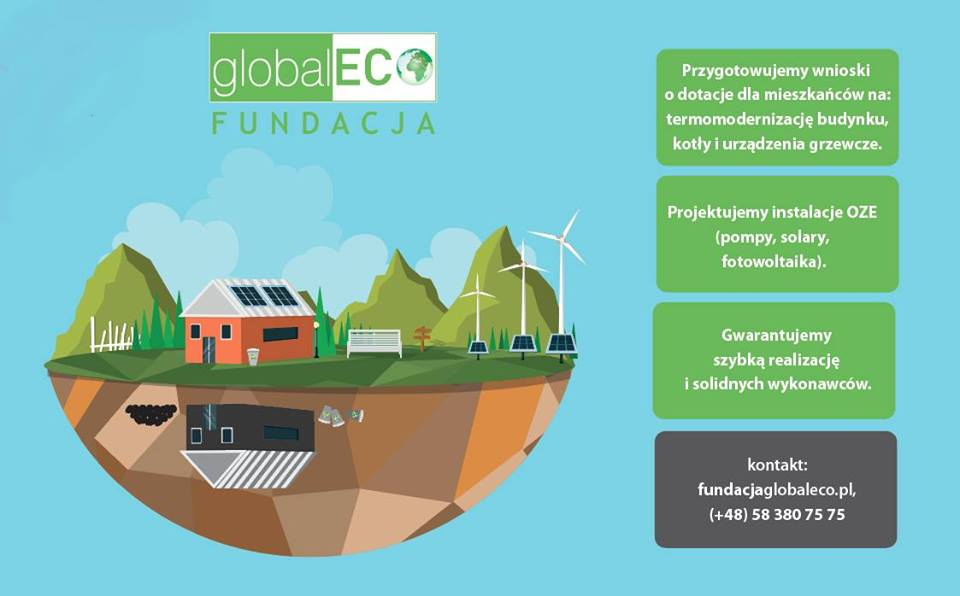 globalECO
FUNDACJA
Przygotowujemy wnioski
o dotacje dla mieszkańców na:
termomodernizację budynku,
kotły i urządzenia grzewcze.
Projektujemy instalacje OZE
(pompy, solary,
fotowoltaika).
Gwarantujemy
szybką realizację
i solidnych wykonawców.
kontakt:
fundacjaglobaleco.pl,
(+48) 58 380 75 75